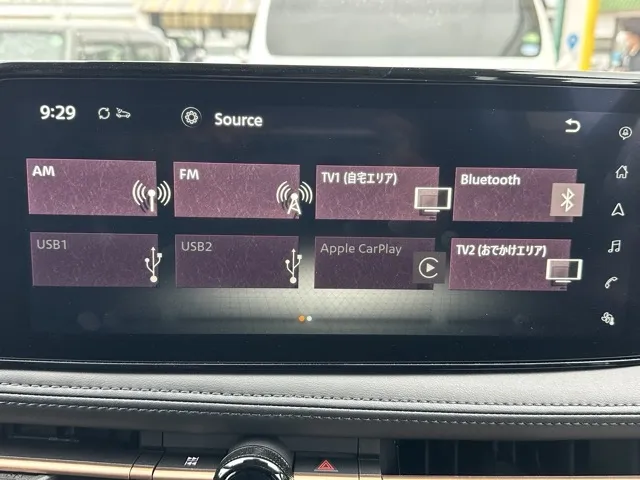 9:29
Source
AM
FM
TV1 (自宅エリア)
Bluetooth
USB1
USB2
Apple CarPlay
TV2 (おでかけエリア)